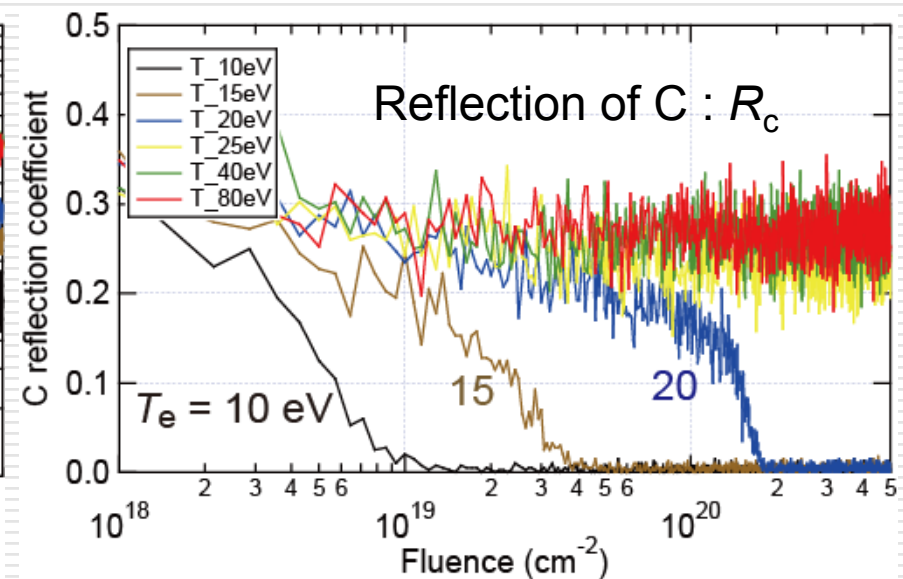 0.5
0.4
0.3
0.2
0.1
0.0
C reflection coefficient
T_10eV
T_15eV
T_20eV
T_25eV
T_40eV
T_80eV
Reflection of C : Rc
Te = 10 eV
15
20
2 3 4 5 6 2 3 4 5 6 2 3 4 5
10^18 10^19 10^20
Fluence (cm^-2)